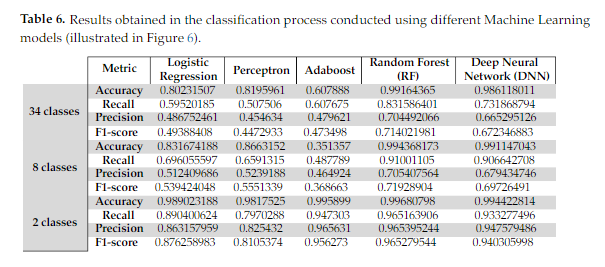 Table 6. Results obtained in the classification process conducted using different Machine Learning
models (illustrated in Figure 6).
Metric Logistic Regression Perceptron Adaboost Random Forest (RF) Deep Neural Network (DNN)
34 classes
Accuracy 0.80231507 0.8195961 0.607888 0.99164365 0.986118011
Recall 0.59520185 0.507506 0.607675 0.831586401 0.731868794
Precision 0.486752461 0.454634 0.479621 0.704492066 0.665295126
F1-score 0.49388408 0.4472933 0.473498 0.714021981 0.672346883
8 classes
Accuracy 0.831674188 0.8663152 0.351357 0.994368173 0.991147043
Recall 0.696055597 0.6591315 0.487789 0.91001105 0.906642708
Precision 0.512409686 0.5239188 0.464924 0.705407564 0.679434746
F1-score 0.539424048 0.5551339 0.368663 0.71928904 0.69726491
2 classes
Accuracy 0.989023188 0.9817525 0.995899 0.99680798 0.994422814
Recall 0.890400624 0.7970288 0.947303 0.965163906 0.933277496
Precision 0.863157959 0.825432 0.965631 0.965395244 0.947579486
F1-score 0.876258983 0.8105374 0.956273 0.965279544 0.940305998